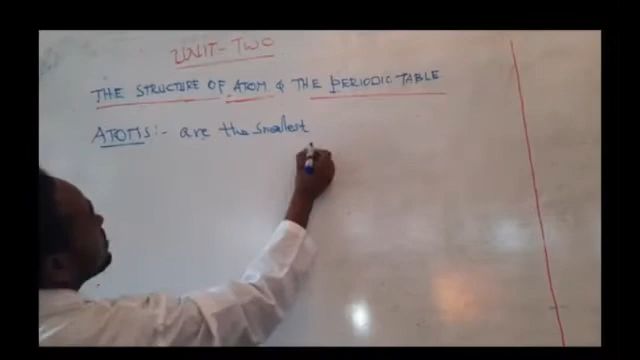 UNIT-TWO
THE STRUCTURE OF ATOM & THE PERIODIC TABLE
ATOMS:- are the smallest